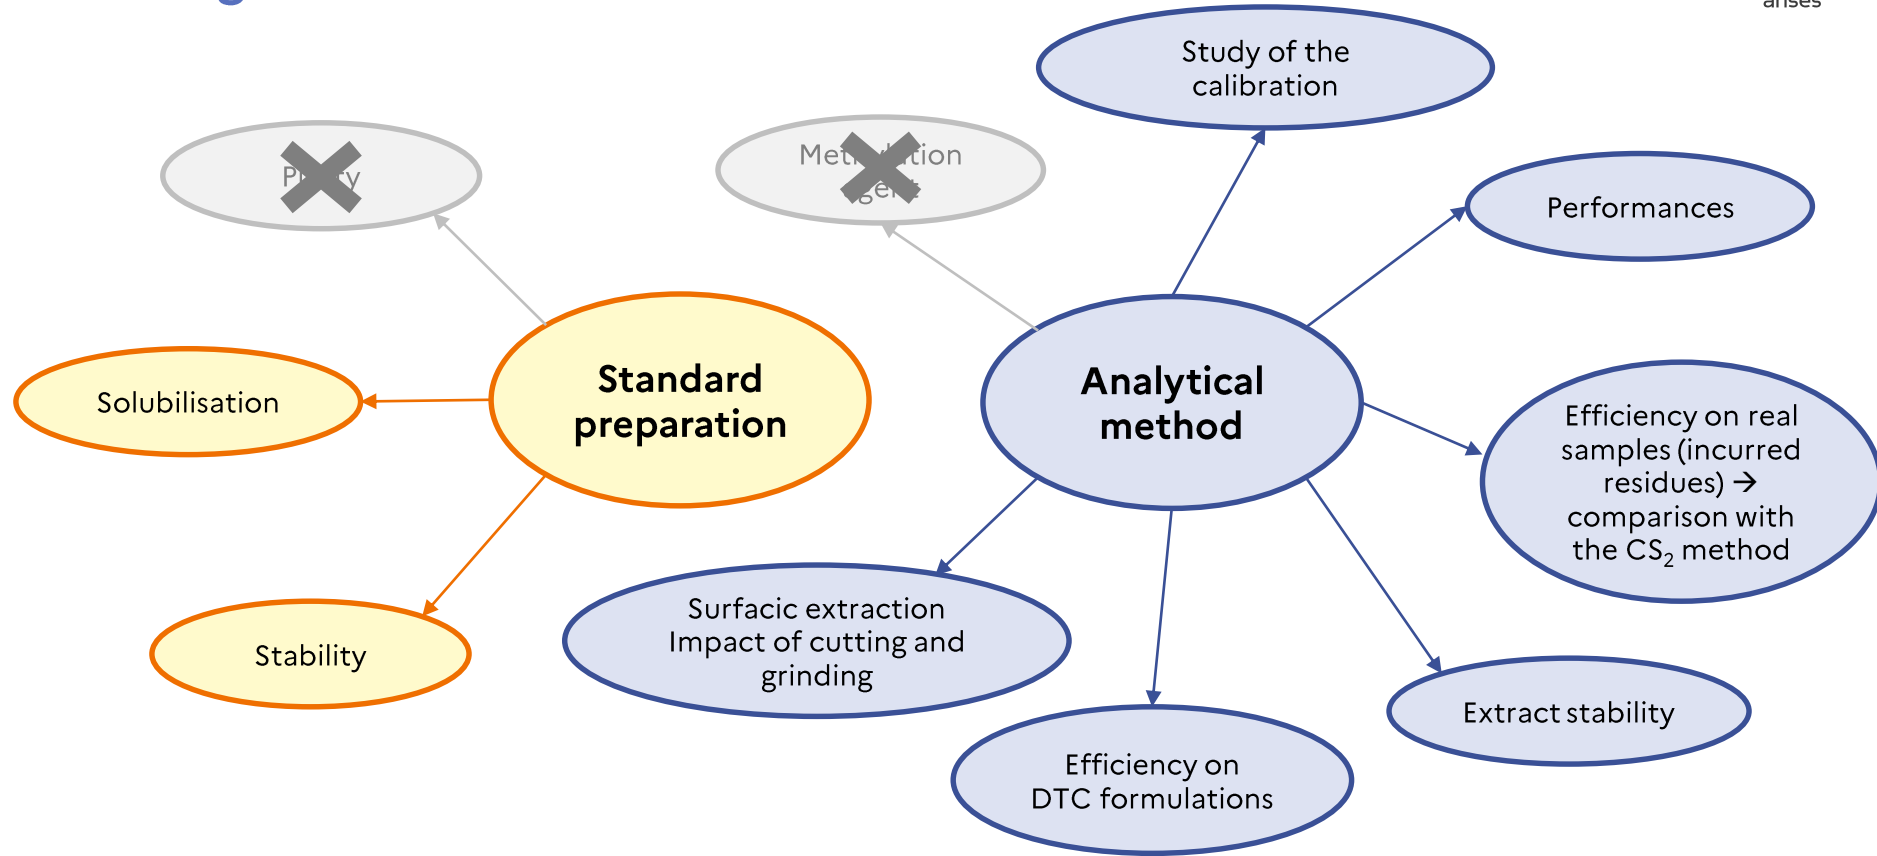 anses
Study of the
calibration
Performances
Solubilisation
Standard
preparation
Analytical
method
Efficiency on real
samples (incurred
residues) →
comparison with
the CS₂ method
Surfacic extraction
Impact of cutting and
grinding
Stability
Extract stability
Efficiency on
DTC formulations